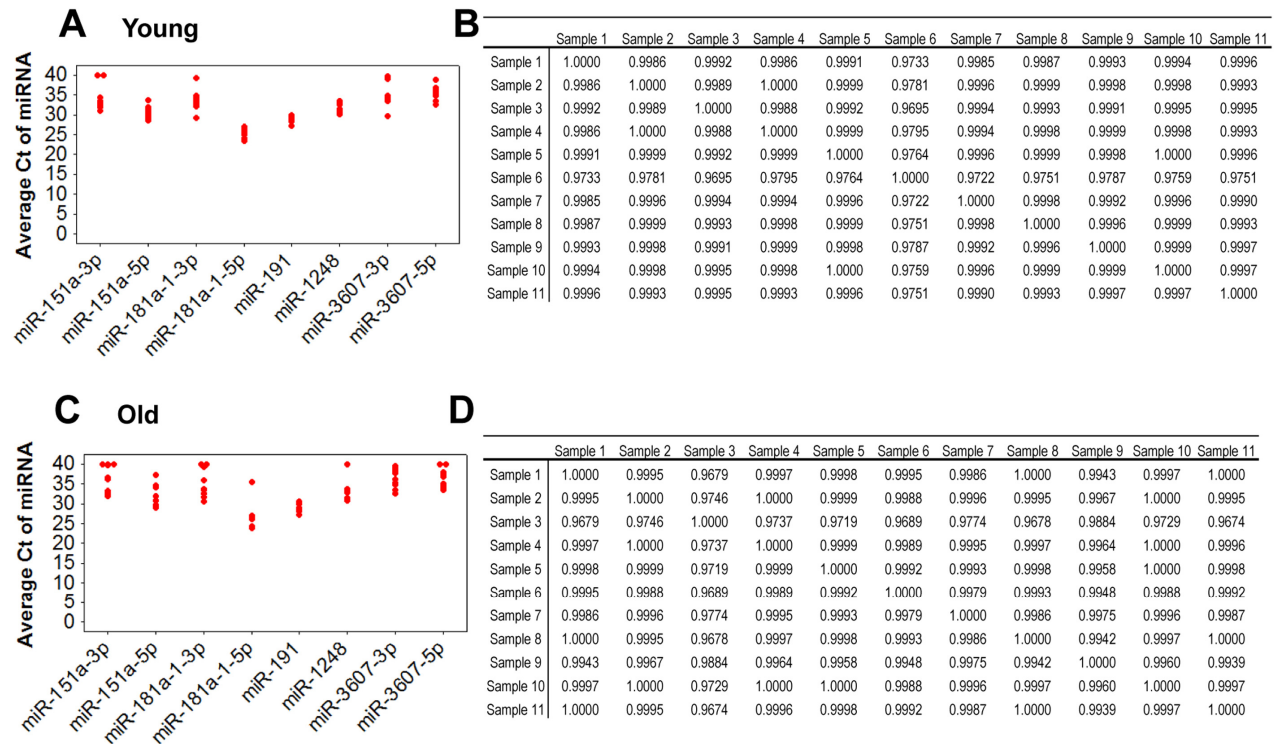 A Young
Average Ct of miRNA
40
35
30
25
20
15
10
5
0
miR-151a-3p
miR-151a-5p
miR-181a-1-3p
miR-181a-1-5p
miR-191
miR-1248
miR-3607-3p
miR-3607-5p
B
Sample 1 Sample 2 Sample 3 Sample 4 Sample 5 Sample 6 Sample 7 Sample 8 Sample 9 Sample 10 Sample 11
Sample 1 1.0000 0.9986 0.9992 0.9986 0.9991 0.9733 0.9985 0.9987 0.9993 0.9994 0.9996
Sample 2 0.9986 1.0000 0.9989 1.0000 0.9999 0.9781 0.9996 0.9999 0.9998 0.9998 0.9993
Sample 3 0.9992 0.9989 1.0000 0.9988 0.9992 0.9695 0.9994 0.9993 0.9991 0.9995 0.9995
Sample 4 0.9986 1.0000 0.9988 1.0000 0.9999 0.9795 0.9994 0.9998 0.9999 0.9998 0.9993
Sample 5 0.9991 0.9999 0.9992 0.9999 1.0000 0.9764 0.9996 0.9999 0.9998 1.0000 0.9996
Sample 6 0.9733 0.9781 0.9695 0.9795 0.9764 1.0000 0.9722 0.9751 0.9787 0.9759 0.9751
Sample 7 0.9985 0.9996 0.9994 0.9994 0.9996 0.9722 1.0000 0.9998 0.9992 0.9996 0.9990
Sample 8 0.9987 0.9999 0.9993 0.9998 0.9999 0.9751 0.9998 1.0000 0.9996 0.9999 0.9993
Sample 9 0.9993 0.9998 0.9991 0.9999 0.9998 0.9787 0.9992 0.9996 1.0000 0.9999 0.9997
Sample 10 0.9994 0.9998 0.9995 0.9998 1.0000 0.9759 0.9996 0.9999 0.9999 1.0000 0.9997
Sample 11 0.9996 0.9993 0.9995 0.9993 0.9996 0.9751 0.9990 0.9993 0.9997 0.9997 1.0000
C Old
Average Ct of miRNA
40
35
30
25
20
15
10
5
0
miR-151a-3p
miR-151a-5p
miR-181a-1-3p
miR-181a-1-5p
miR-191
miR-1248
miR-3607-3p
miR-3607-5p
D
Sample 1 Sample 2 Sample 3 Sample 4 Sample 5 Sample 6 Sample 7 Sample 8 Sample 9 Sample 10 Sample 11
Sample 1 1.0000 0.9995 0.9679 0.9997 0.9998 0.9995 0.9986 1.0000 0.9943 0.9997 1.0000
Sample 2 0.9995 1.0000 0.9746 1.0000 0.9999 0.9988 0.9996 0.9995 0.9967 1.0000 0.9995
Sample 3 0.9679 0.9746 1.0000 0.9737 0.9719 0.9689 0.9774 0.9678 0.9884 0.9729 0.9674
Sample 4 0.9997 1.0000 0.9737 1.0000 0.9999 0.9989 0.9995 0.9997 0.9964 1.0000 0.9996
Sample 5 0.9998 0.9999 0.9719 0.9999 1.0000 0.9992 0.9993 0.9998 0.9958 1.0000 0.9998
Sample 6 0.9995 0.9988 0.9689 0.9989 0.9992 1.0000 0.9979 0.9993 0.9948 0.9988 0.9992
Sample 7 0.9986 0.9996 0.9774 0.9995 0.9993 0.9979 1.0000 0.9986 0.9975 0.9996 0.9987
Sample 8 1.0000 0.9995 0.9678 0.9997 0.9998 0.9993 0.9986 1.0000 0.9942 0.9997 1.0000
Sample 9 0.9943 0.9967 0.9884 0.9964 0.9958 0.9948 0.9975 0.9942 1.0000 0.9960 0.9939
Sample 10 0.9997 1.0000 0.9729 1.0000 1.0000 0.9988 0.9996 0.9997 0.9960 1.0000 0.9997
Sample 11 1.0000 0.9995 0.9674 0.9996 0.9998 0.9992 0.9987 1.0000 0.9939 0.9997 1.0000